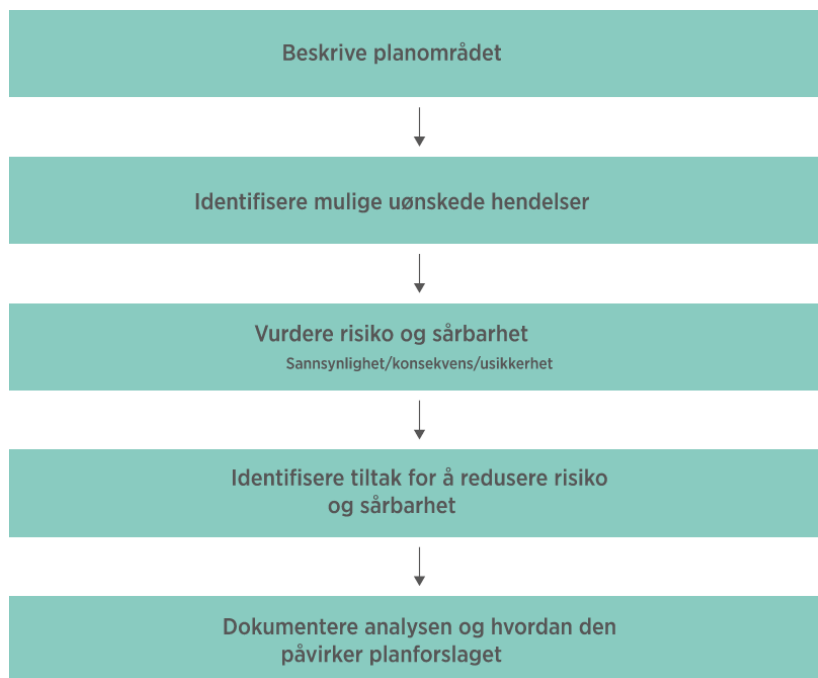 Beskrive planområdet
Identifisere mulige uønskede hendelser
Vurdere risiko og sårbarhet
Sannsynlighet/konsekvens/usikkerhet
Identifisere tiltak for å redusere risiko
og sårbarhet
Dokumentere analysen og hvordan den
påvirker planforslaget